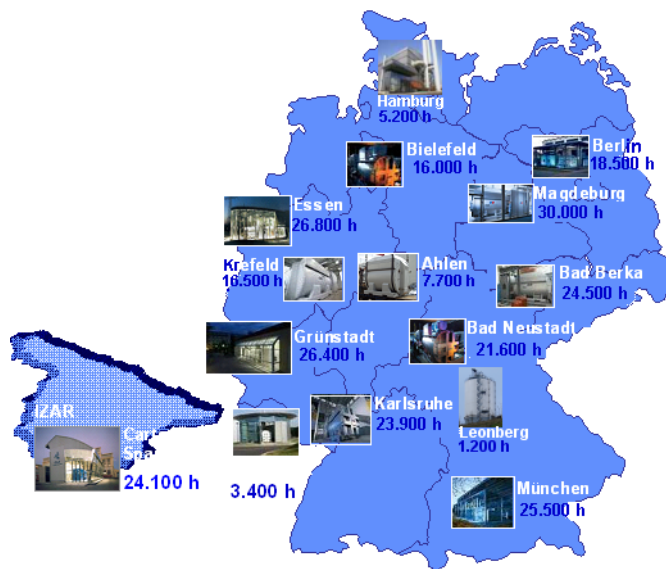 Hamburg
5.200 h
Bielefeld
16.000 h
Berlin
18.500 h
Magdeburg
30.000 h
Essen
26.800 h
Krefeld
16.500 h
Ahlen
7.700 h
Bad Berka
24.500 h
Grünstadt
26.400 h
Bad Neustadt
21.600 h
IZAR
24.100 h
3.400 h
Karlsruhe
23.900 h
Leonberg
1.200 h
München
25.500 h